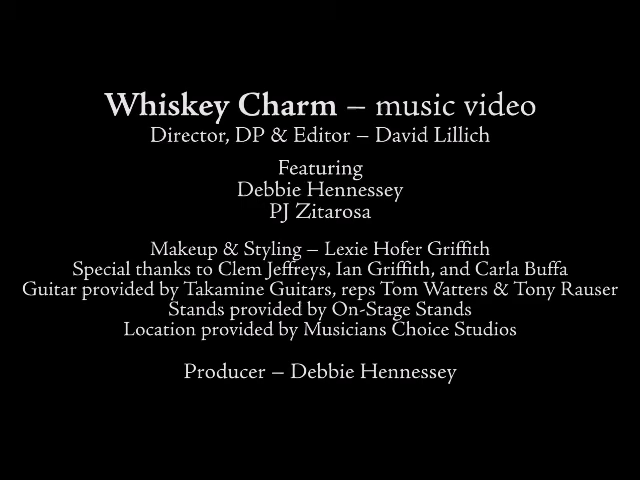 Whiskey Charm – music video
Director, DP & Editor – David Lillich
Featuring
Debbie Hennessey
PJ Zitarosa
Makeup & Styling – Lexie Hofer Griffith
Special thanks to Clem Jeffreys, Ian Griffith, and Carla Buffa
Guitar provided by Takamine Guitars, reps Tom Watters & Tony Rauser
Stands provided by On-Stage Stands
Location provided by Musicians Choice Studios
Producer – Debbie Hennessey